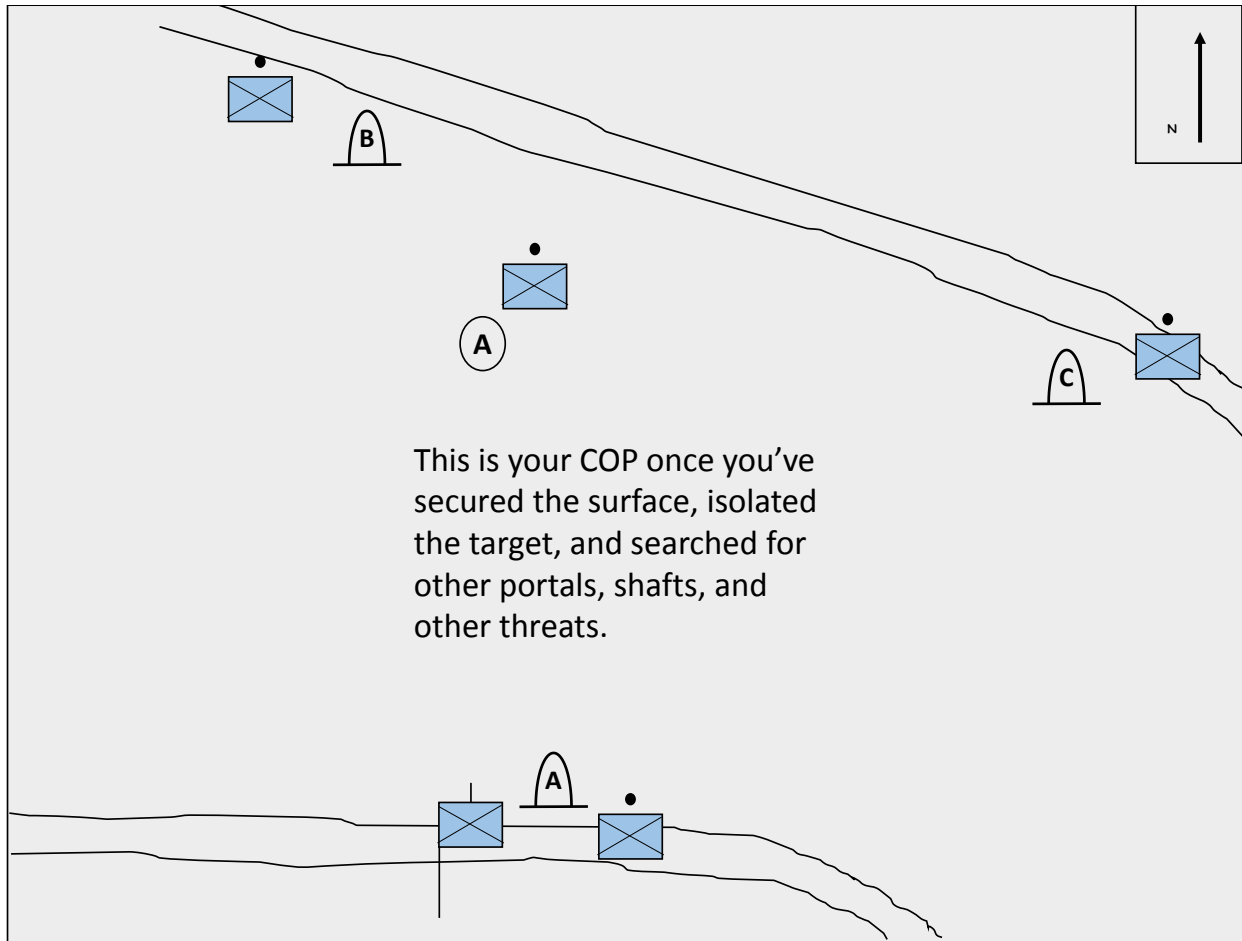 B
N
A
C
This is your COP once you’ve
secured the surface, isolated
the target, and searched for
other portals, shafts, and
other threats.
A